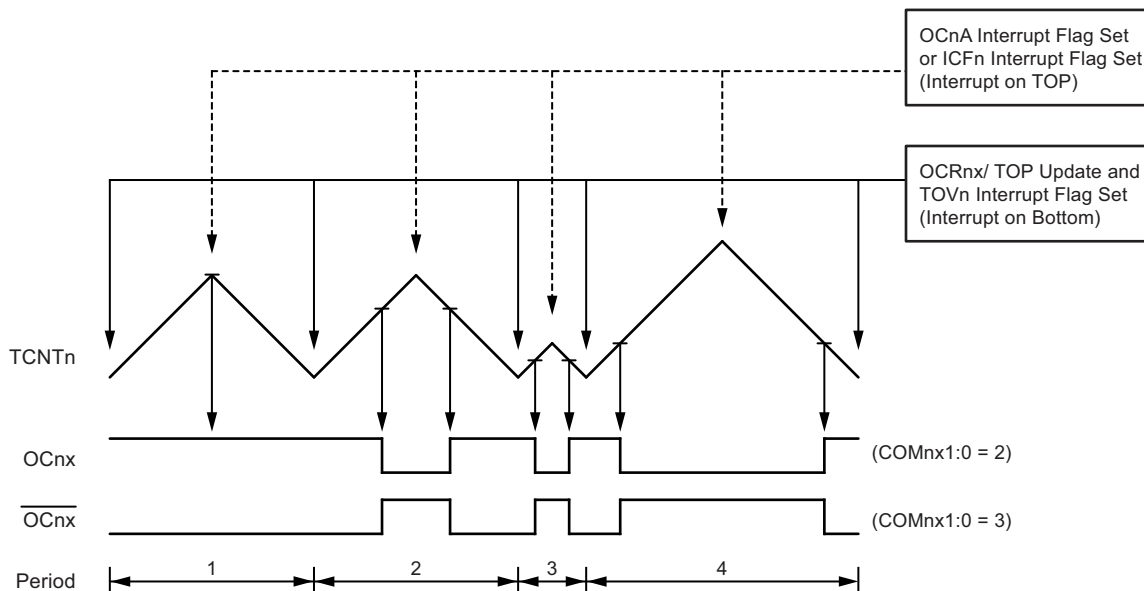 OCnA Interrupt Flag Set
or ICFn Interrupt Flag Set
(Interrupt on TOP)
OCRnx/ TOP Update and
TOVn Interrupt Flag Set
(Interrupt on Bottom)
TCNTn
OCnx
(COMnx1:0 = 2)
OCnx
(COMnx1:0 = 3)
Period
1
2
3
4